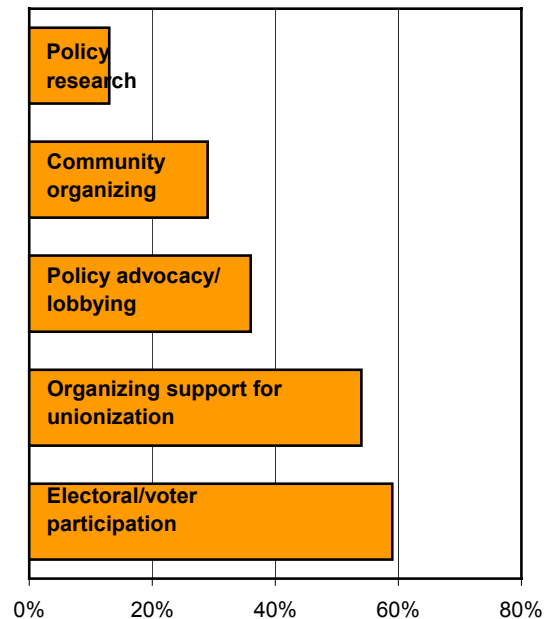 Policy
research
Community
organizing
Policy advocacy/
lobbying
Organizing support for
unionization
Electoral/voter
participation
0% 20% 40% 60% 80%